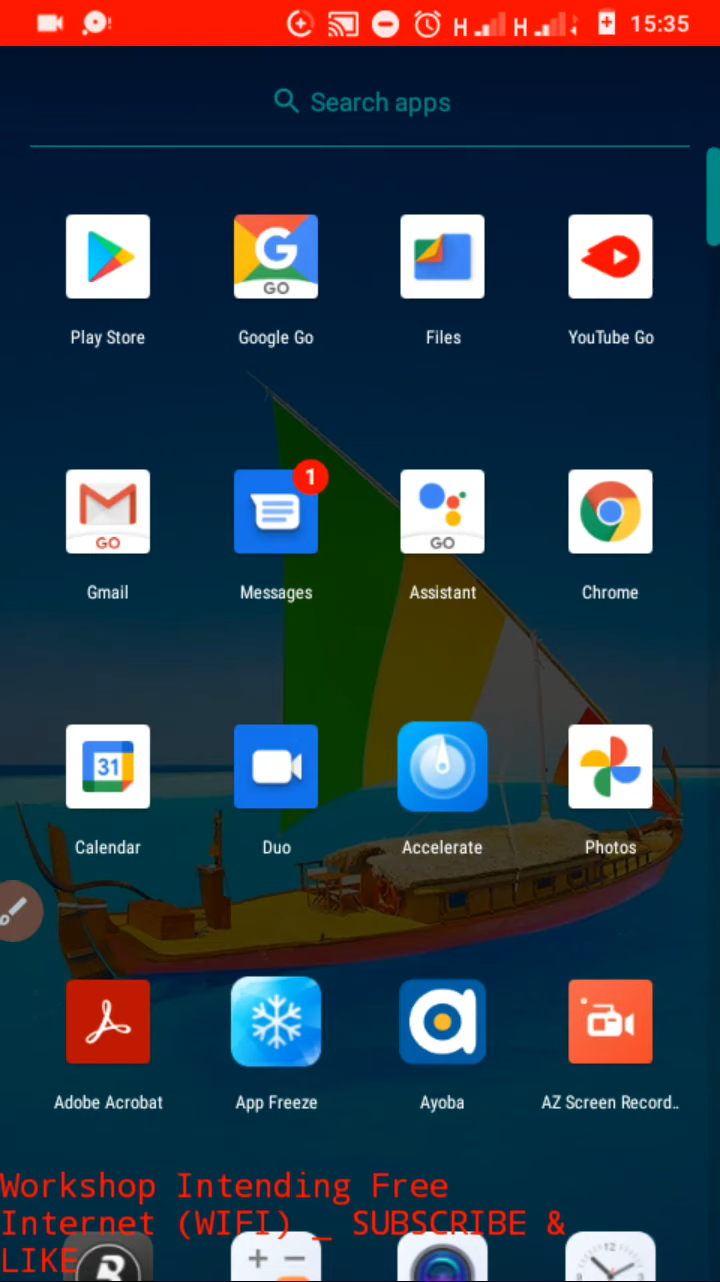 H H 15:35
Search apps
G
GO
Play Store Google Go Files YouTube Go
1
GO GO
Gmail Messages Assistant Chrome
31
Calendar Duo Accelerate Photos
a
Adobe Acrobat App Freeze Ayoba AZ Screen Record..
Workshop Intending Free
Internet (WIFI) _ SUBSCRIBE &
LIKE
R 12